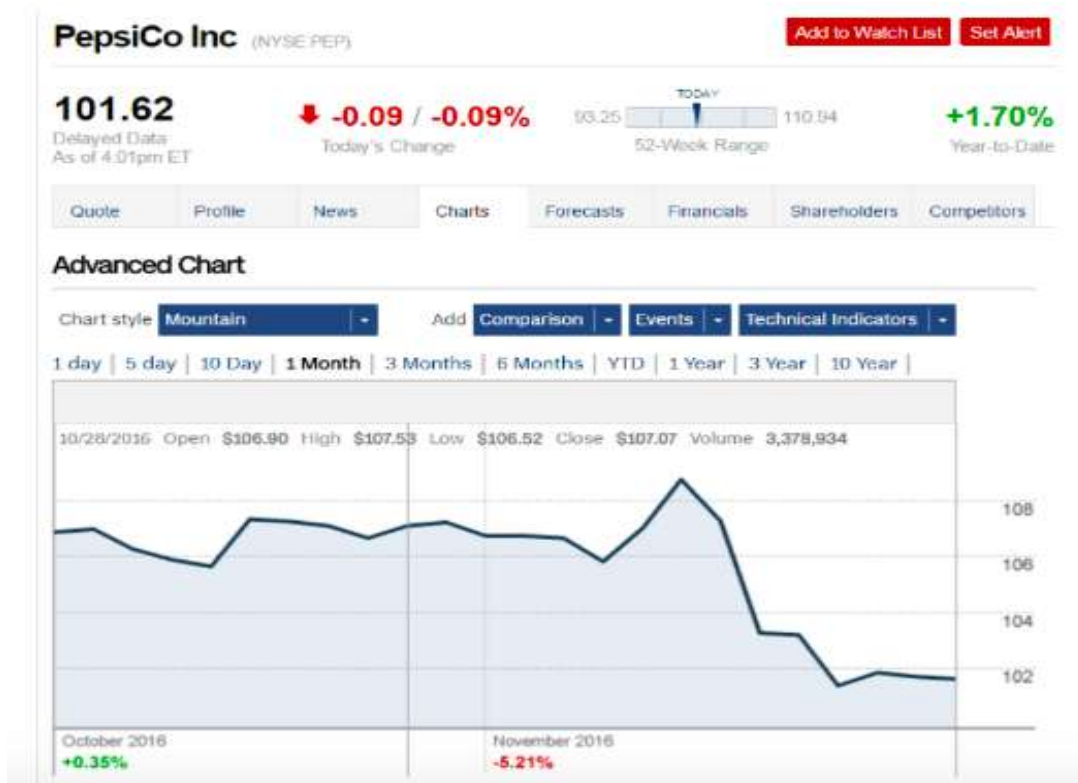 PepsiCo Inc (NYSE:PEP) Add to Watch List Set Alert
TODAY
101.62 -0.09 / -0.09% 93.25 110.94 +1.70%
Delayed Data Today's Change 52-Week Range Year-to-Date
As of 4:01pm ET
Quote Profile News Charts Forecasts Financials Shareholders Competitors
Advanced Chart
Chart style Mountain Add Comparison Events Technical Indicators
1 day | 5 day | 10 Day | 1 Month | 3 Months | 6 Months | YTD | 1 Year | 3 Year | 10 Year |
10/28/2016 Open $106.90 High $107.53 Low $106.52 Close $107.07 Volume 3,378,934
108
106
104
102
October 2016 November 2016
+0.35% -5.21%